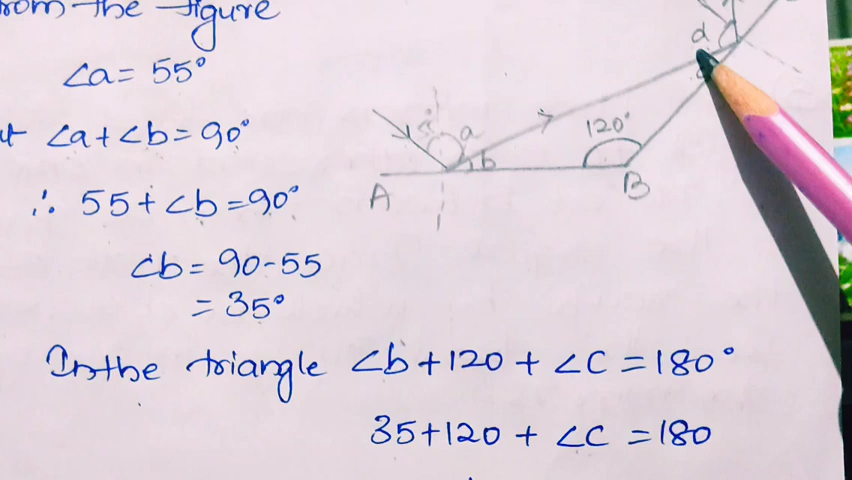 from the figure
∠a = 55°
∠a + ∠b = 90°
∴ 55 + ∠b = 90°
∠b = 90 - 55
= 35°
In the triangle ∠b + 120 + ∠C = 180°
35 + 120 + ∠C = 180
d
a
120°
b
A
B